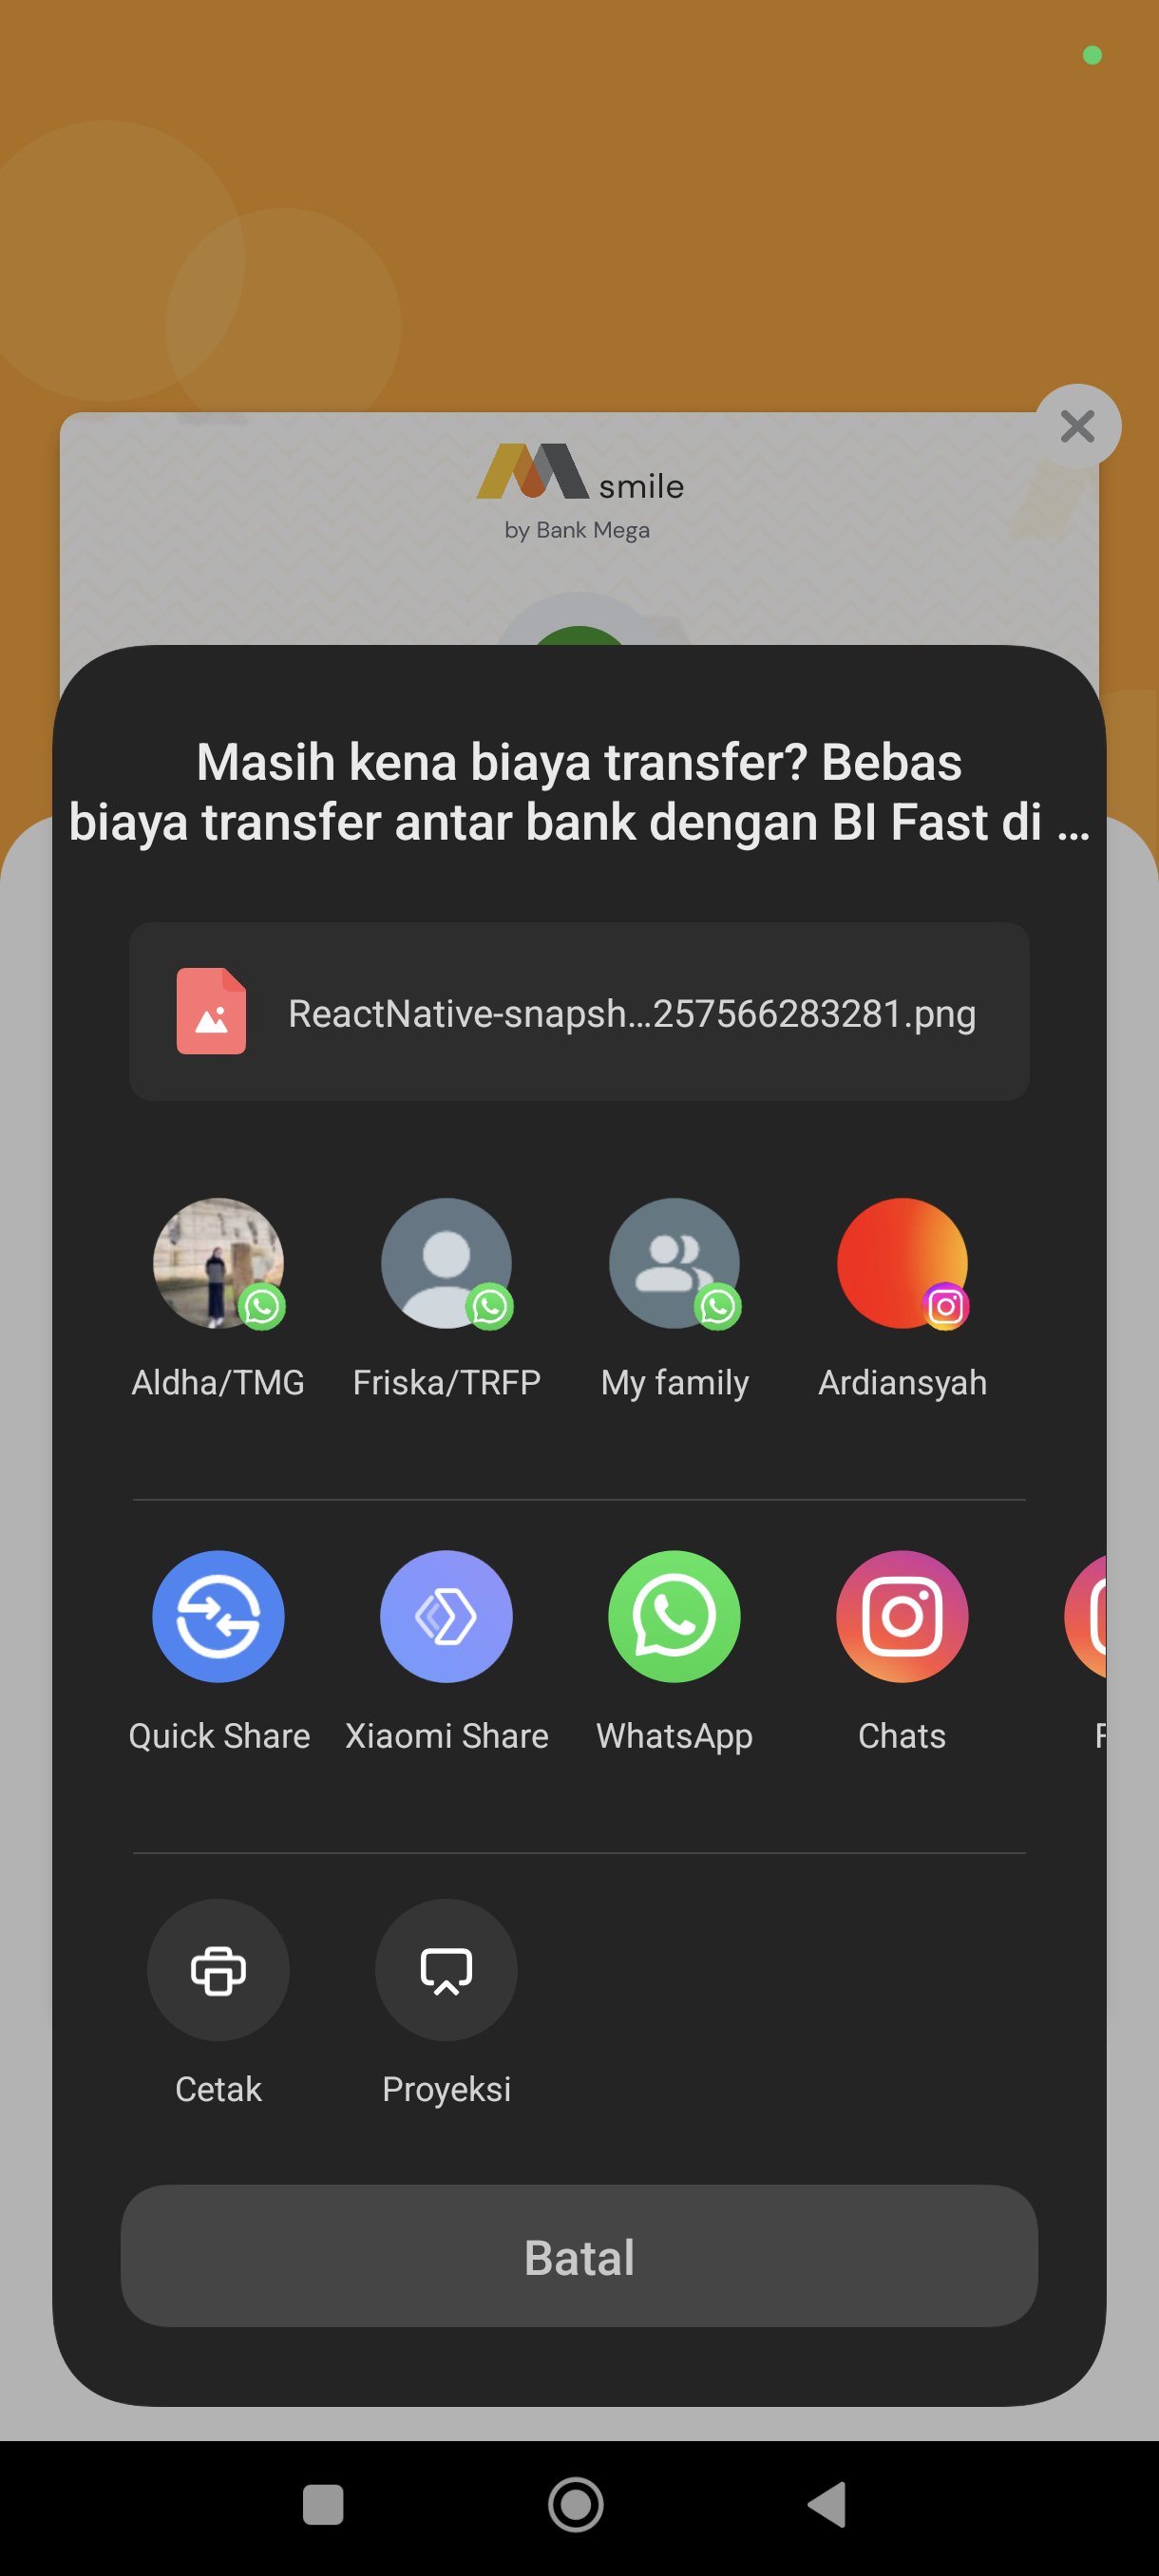 smile
by Bank Mega
Masih kena biaya transfer? Bebas
biaya transfer antar bank dengan BI Fast di ...
ReactNative-snapsh...257566283281.png
Aldha/TMG
Friska/TRFP
My family
Ardiansyah
Quick Share
Xiaomi Share
WhatsApp
Chats
Cetak
Proyeksi
Batal